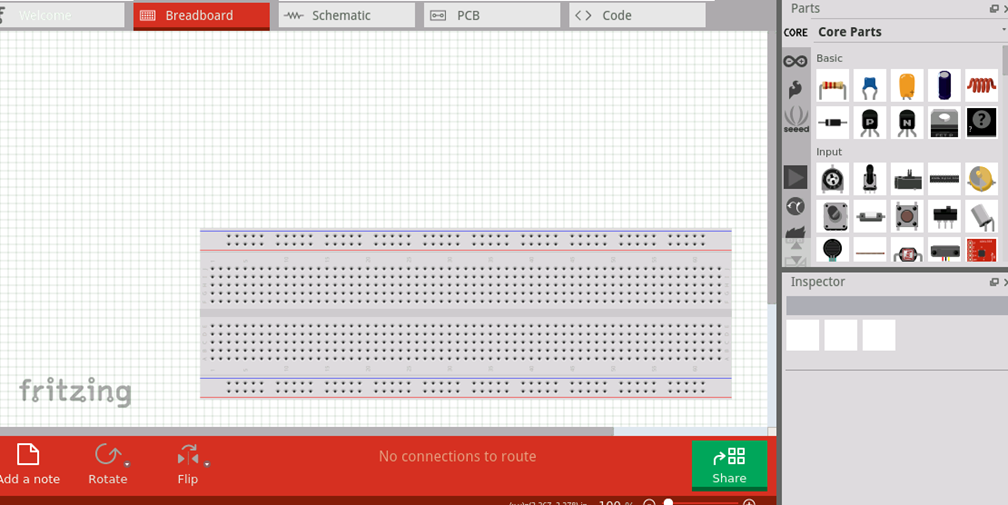 Welcome
Breadboard
Schematic
PCB
Code
Parts
CORE
Core Parts
Basic
P
N
?
Input
seeed
Inspector
fritzing
Add a note
Rotate
Flip
No connections to route
Share
100 %